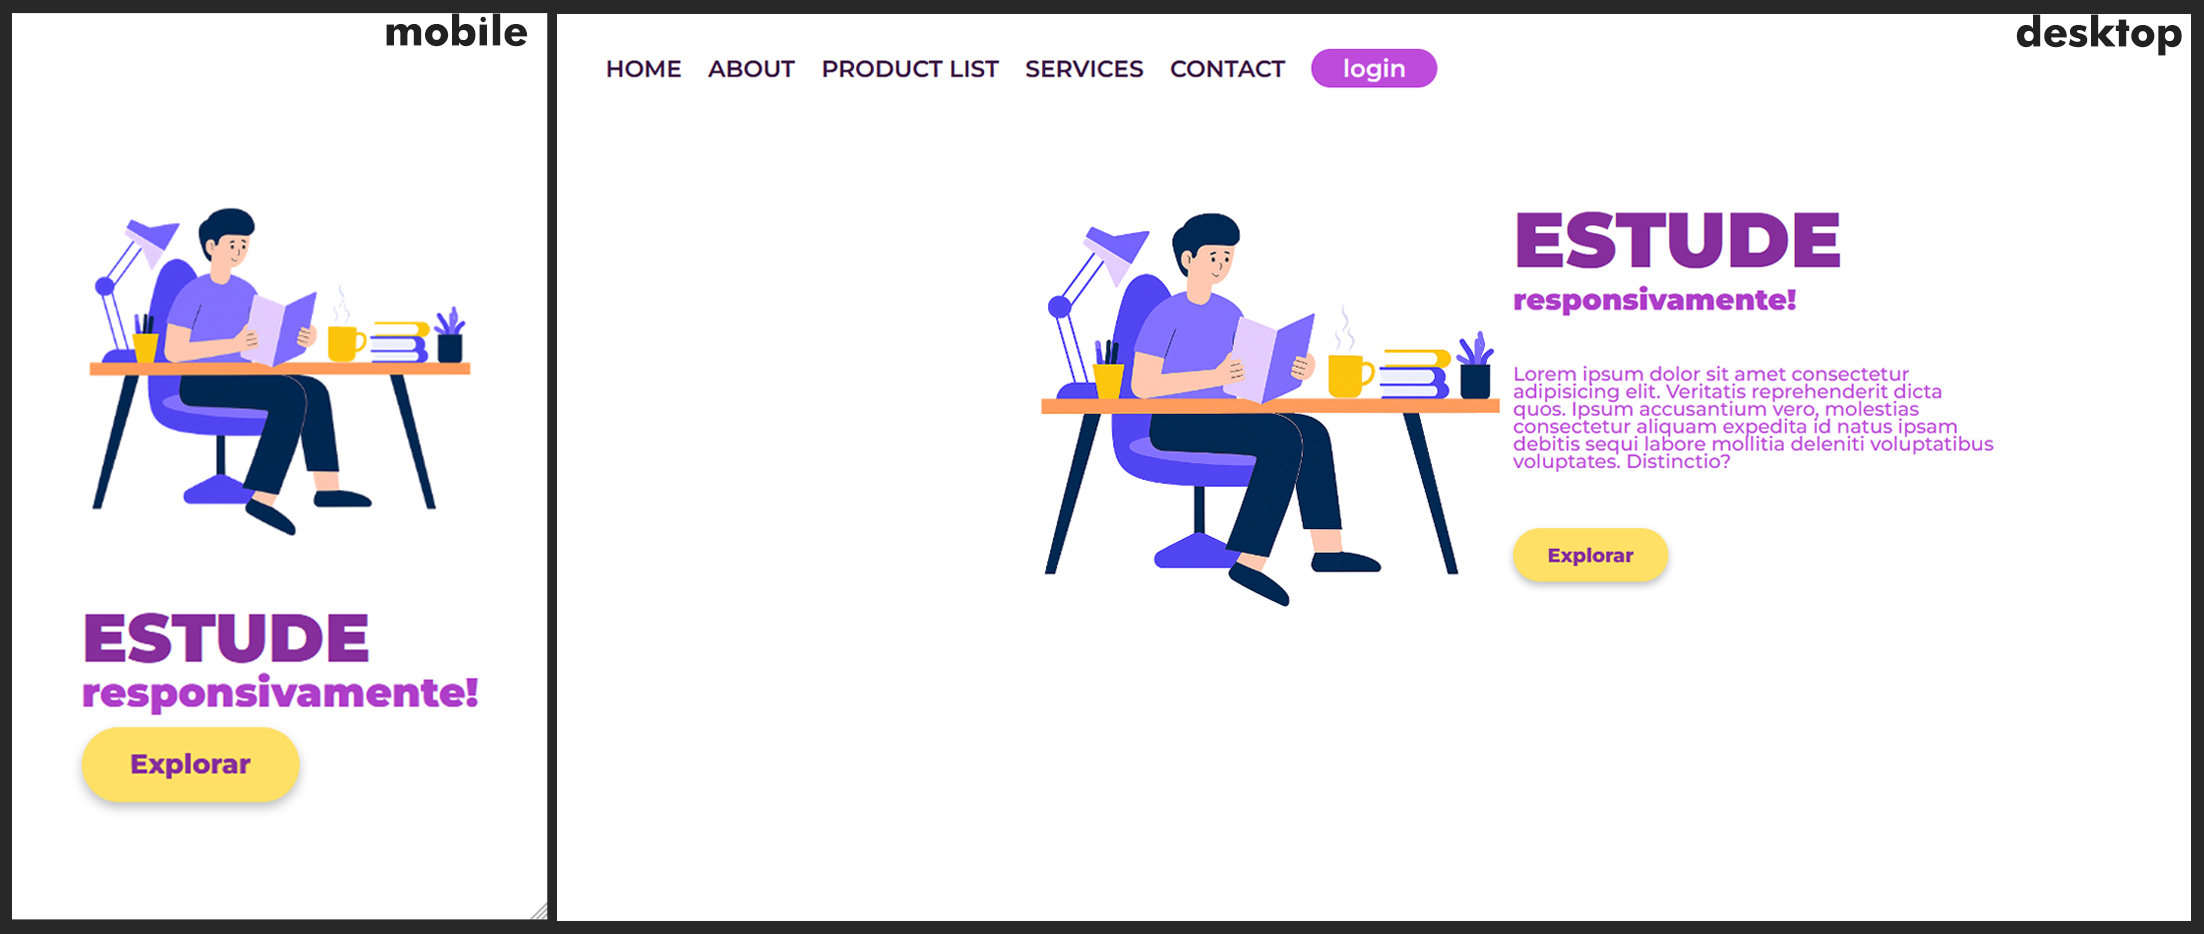 mobile
ESTUDE
responsivamente!
Explorar
desktop
HOME ABOUT PRODUCT LIST SERVICES CONTACT login
ESTUDE
responsivamente!
Lorem ipsum dolor sit amet consectetur
adipisicing elit. Veritatis reprehenderit dicta
quos. Ipsum accusantium vero, molestias
consectetur aliquam expedita id natus ipsam
debitis sequi labore mollitia deleniti voluptatibus
voluptates. Distinctio?
Explorar